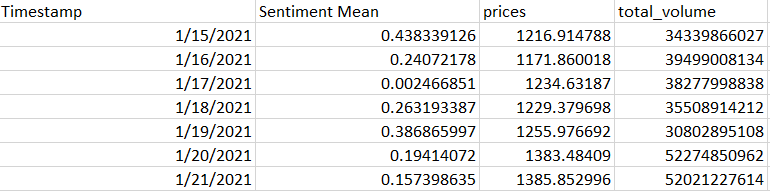 Timestamp Sentiment Mean prices total_volume
1/15/2021 0.438339126 1216.914788 34339866027
1/16/2021 0.24072178 1171.860018 39499008134
1/17/2021 0.002466851 1234.63187 38277998838
1/18/2021 0.263193387 1229.379698 35508914212
1/19/2021 0.386865997 1255.976692 30802895108
1/20/2021 0.19414072 1383.48409 52274850962
1/21/2021 0.157398635 1385.852996 52021227614